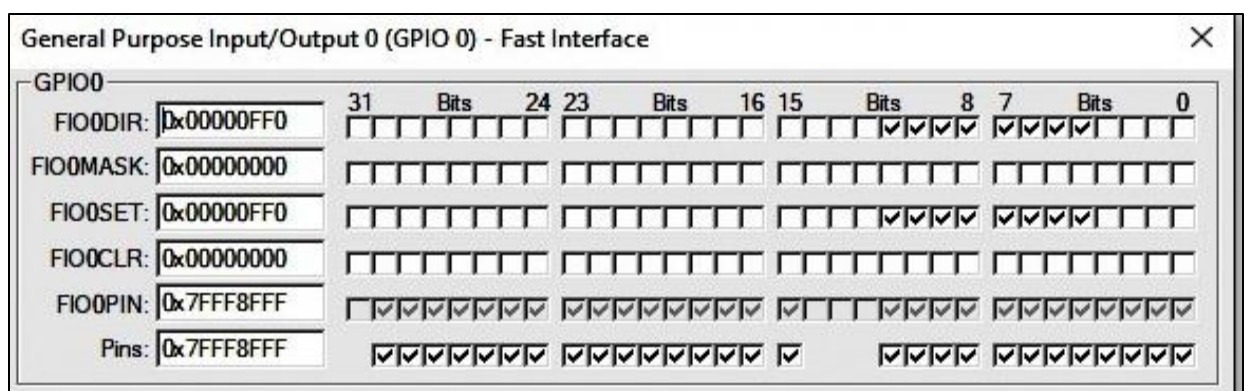 General Purpose Input/Output 0 (GPIO 0) - Fast Interface
GPIO0
31 Bits 24 23 Bits 16 15 Bits 8 7 Bits 0
FIO0DIR: 0x00000FF0
FIO0MASK: 0x00000000
FIO0SET: 0x00000FF0
FIO0CLR: 0x00000000
FIO0PIN: 0x7FFF8FFF
Pins: 0x7FFF8FFF